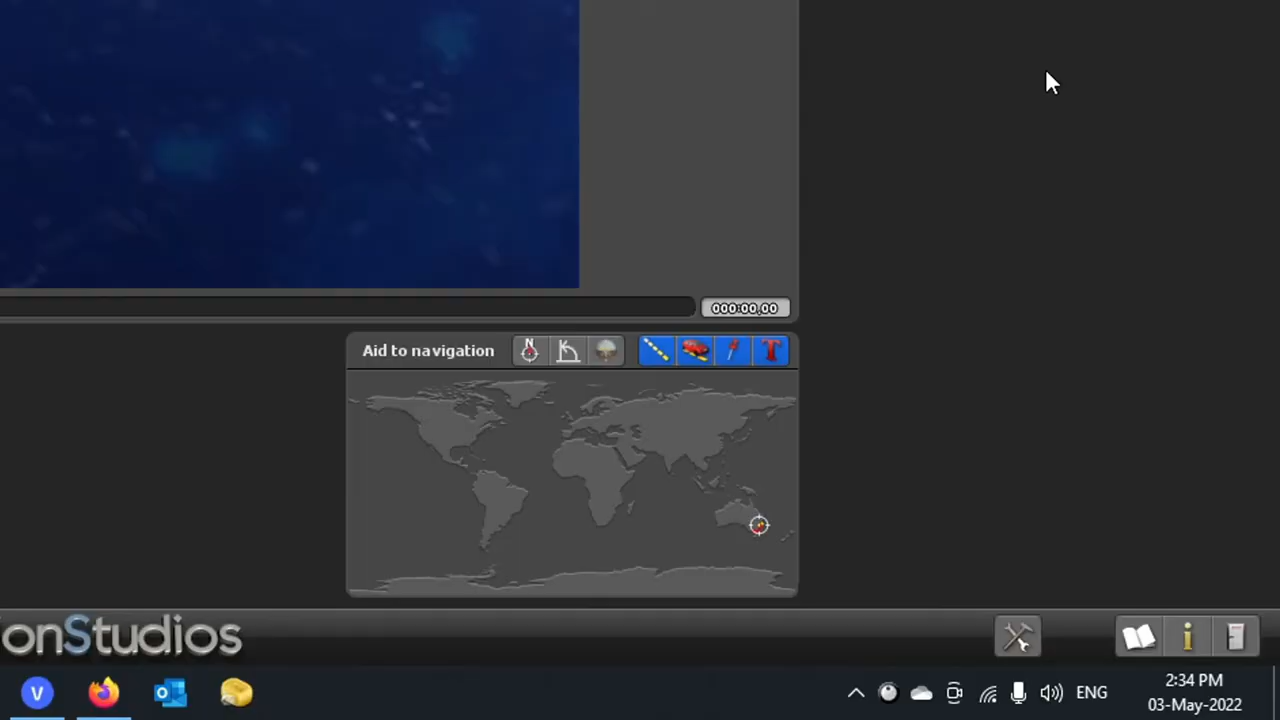 000:00,00
Aid to navigation
N
T
onStudios
V
ENG
2:34 PM
03-May-2022